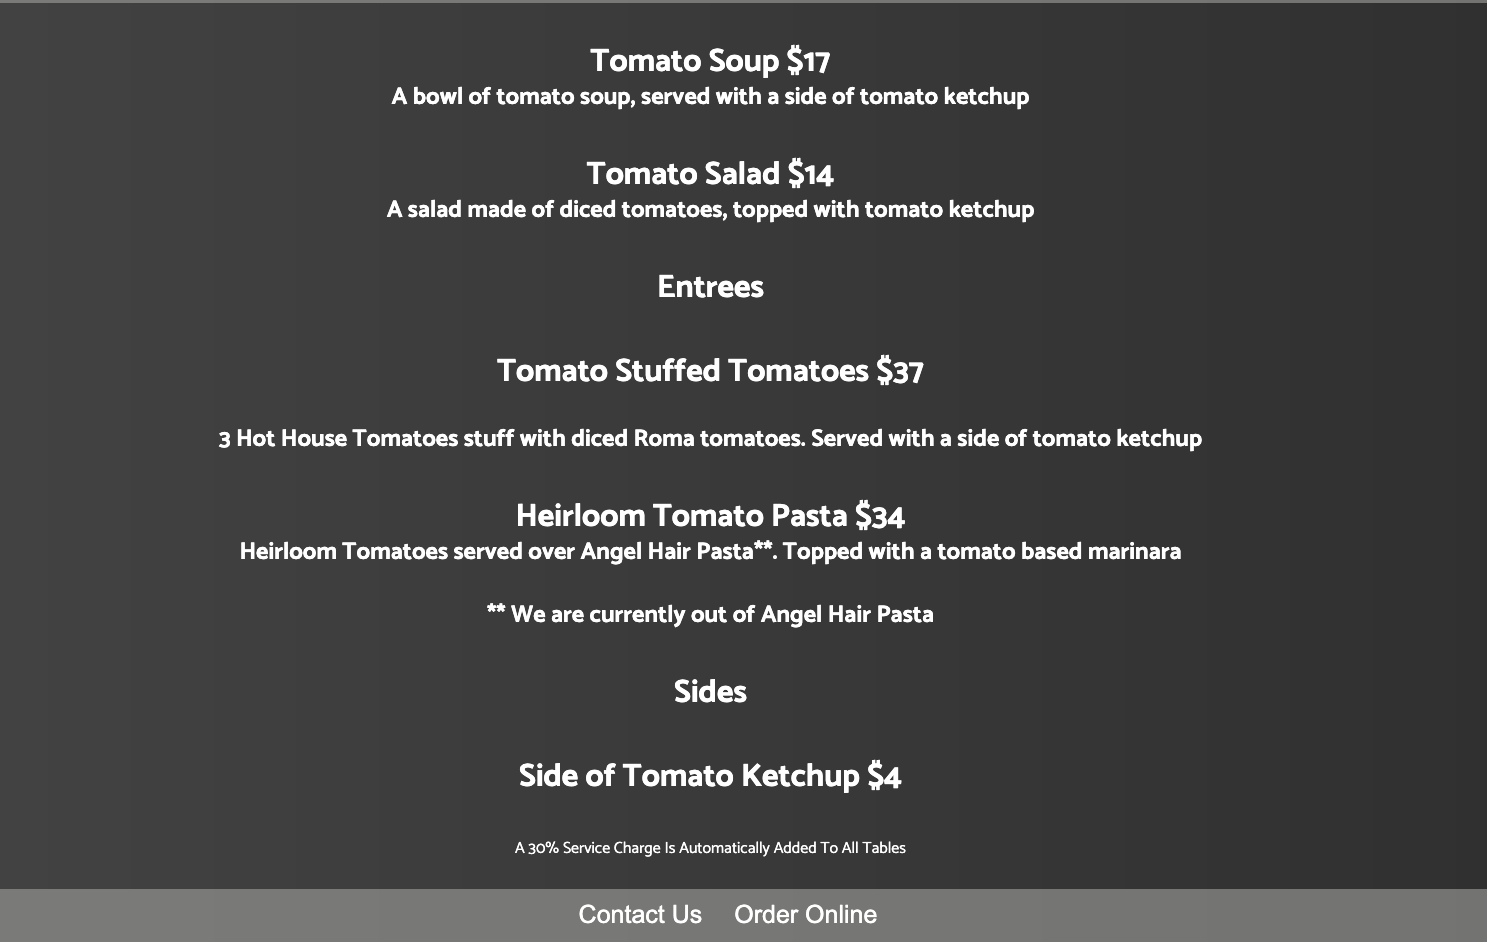 Tomato Soup $17
A bowl of tomato soup, served with a side of tomato ketchup
Tomato Salad $14
A salad made of diced tomatoes, topped with tomato ketchup
Entrees
Tomato Stuffed Tomatoes $37
3 Hot House Tomatoes stuff with diced Roma tomatoes. Served with a side of tomato ketchup
Heirloom Tomato Pasta $34
Heirloom Tomatoes served over Angel Hair Pasta**. Topped with a tomato based marinara
** We are currently out of Angel Hair Pasta
Sides
Side of Tomato Ketchup $4
A 30% Service Charge Is Automatically Added To All Tables
Contact Us Order Online